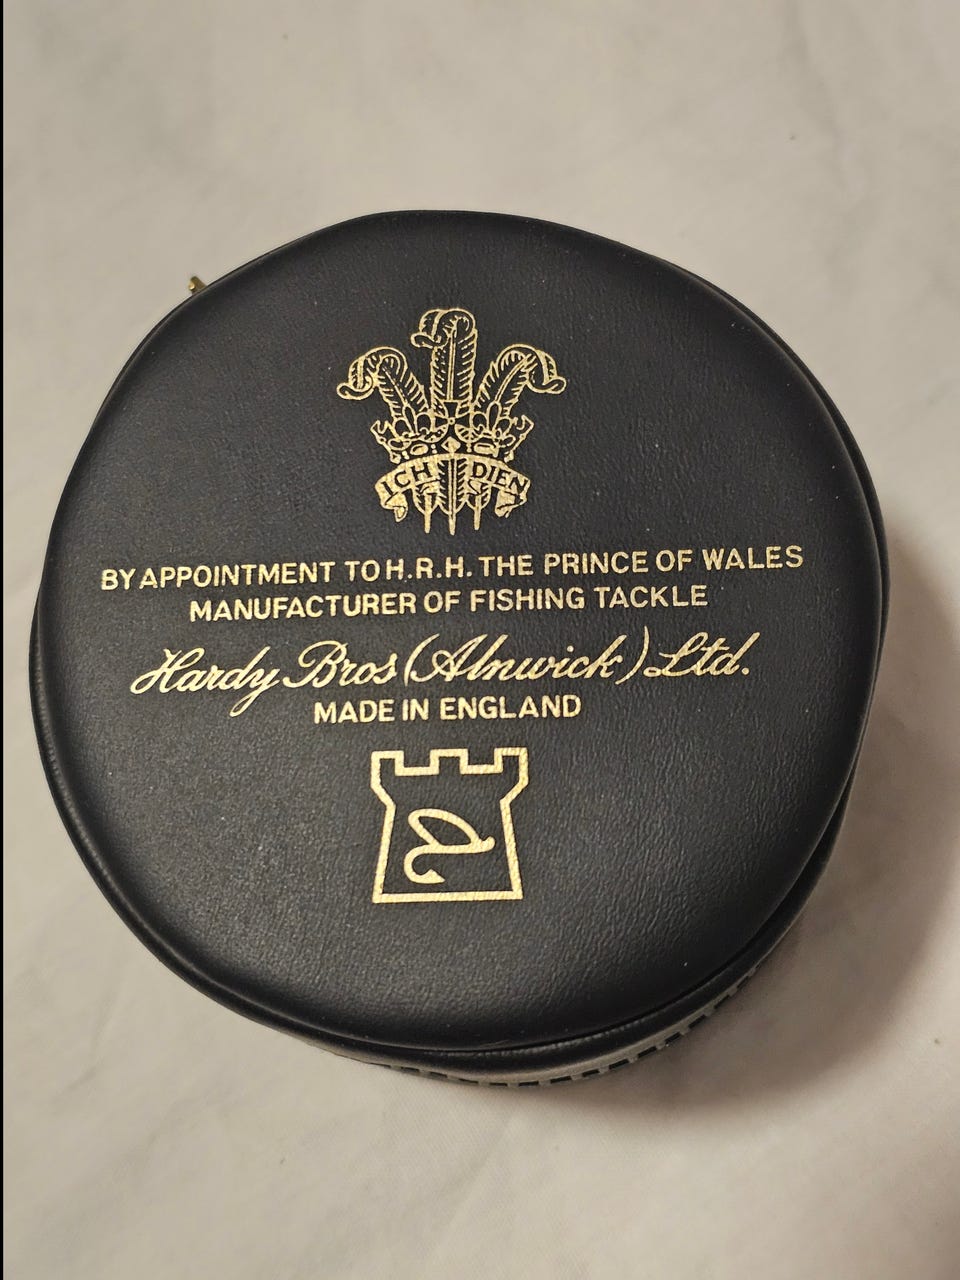 ICH DIEN
BY APPOINTMENT TO H.R.H. THE PRINCE OF WALES
MANUFACTURER OF FISHING TACKLE
Hardy Bros (Alnwick) Ltd.
MADE IN ENGLAND